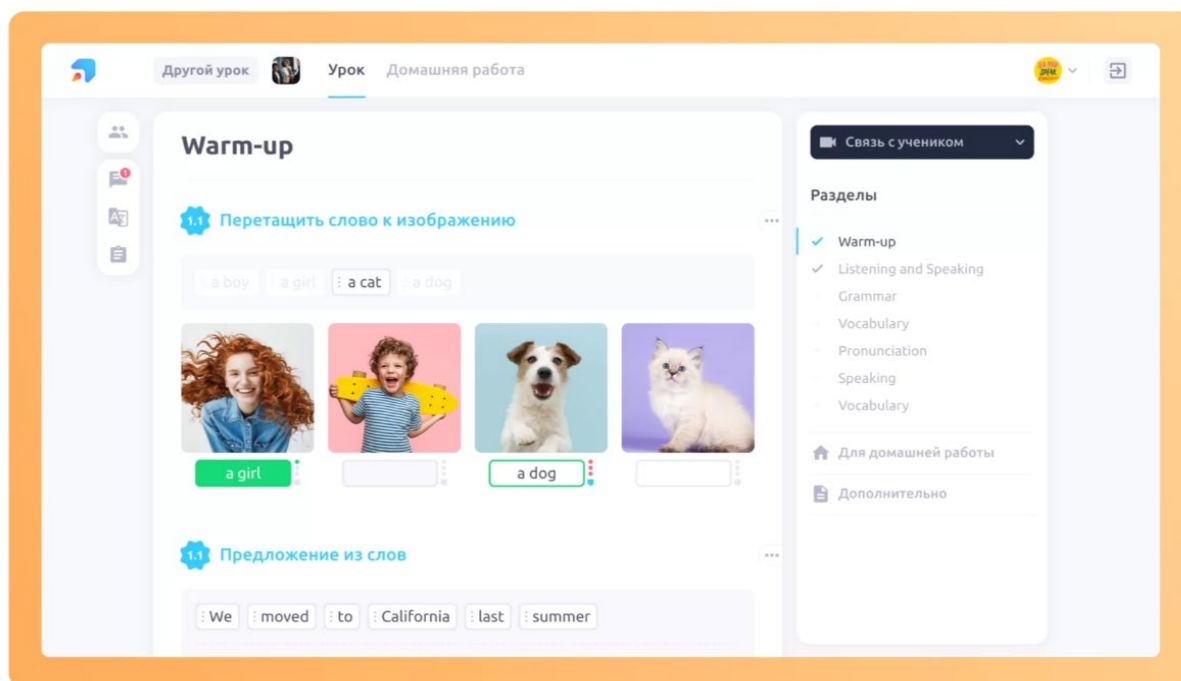 Другой урок Урок Домашняя работа
Warm-up
1.1 Перетащить слово к изображению
a boy a girl a cat a dog
a girl a dog
1.1 Предложение из слов
We moved to California last summer
1
Связь с учеником
Разделы
Warm-up
Listening and Speaking
Grammar
Vocabulary
Pronunciation
Speaking
Vocabulary
Для домашней работы
Дополнительно